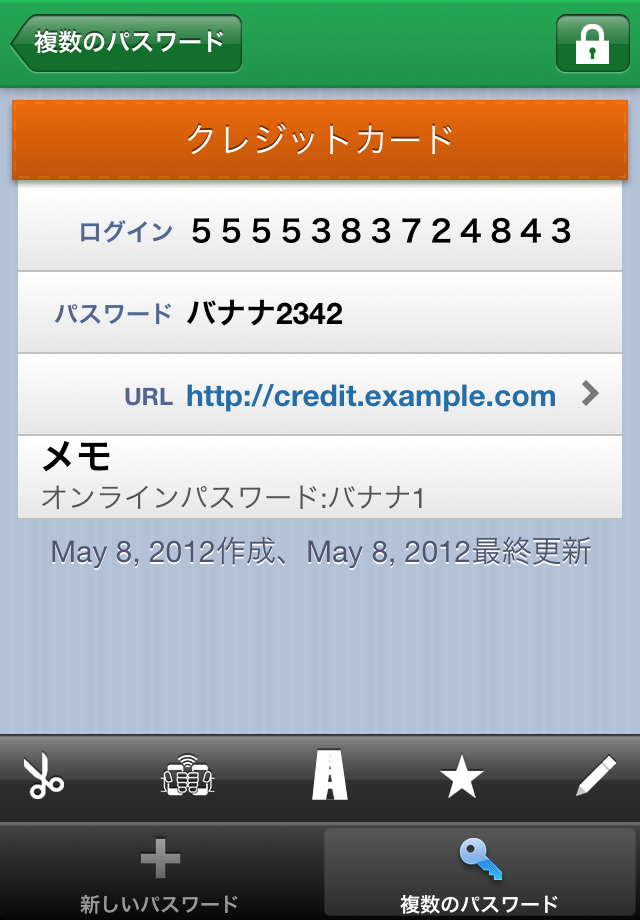 複数のパスワード
クレジットカード
ログイン ５５５５３８３７２４８４３
パスワード バナナ2342
URL http://credit.example.com
メモ
オンラインパスワード:バナナ1
May 8, 2012作成、May 8, 2012最終更新
新しいパスワード
複数のパスワード